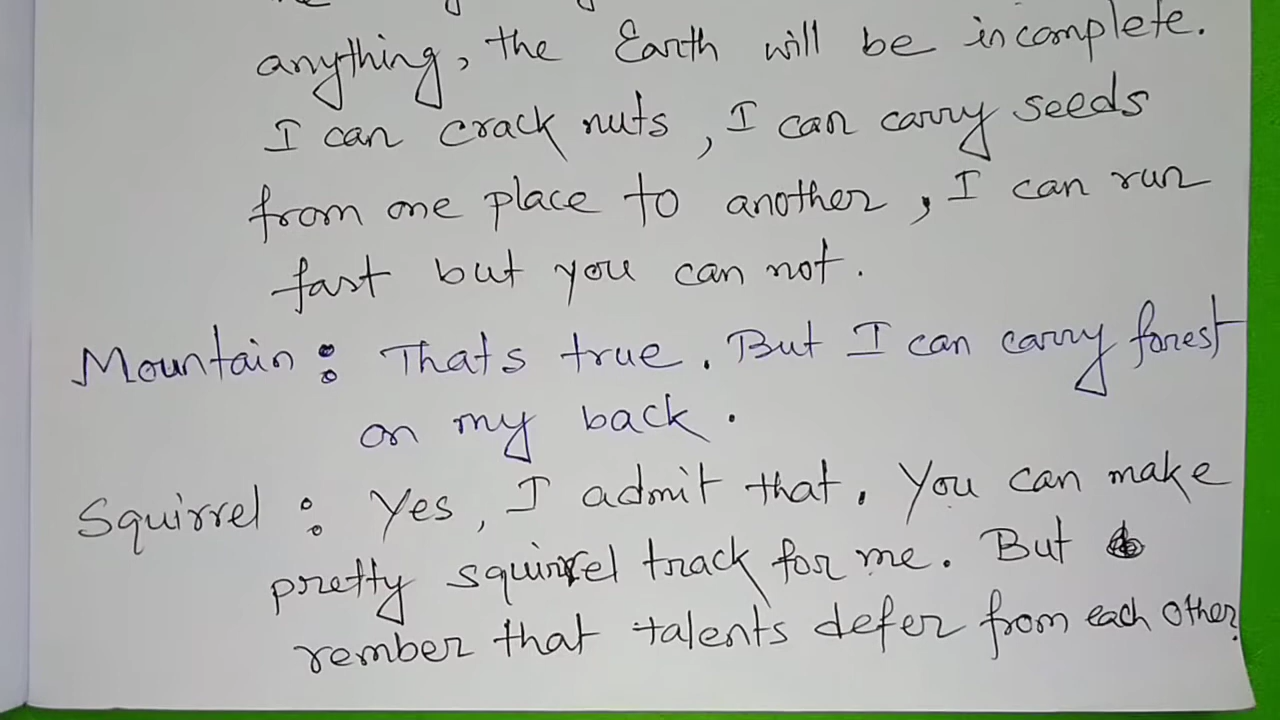 anything, the Earth will be incomplete.
I can crack nuts, I can carry seeds
from one place to another, I can run
fast but you can not.
Mountain: Thats true. But I can carry forest
on my back.
Squirrel: Yes, I admit that. You can make
pretty squirrel track for me. But
rember that talents defer from each other.